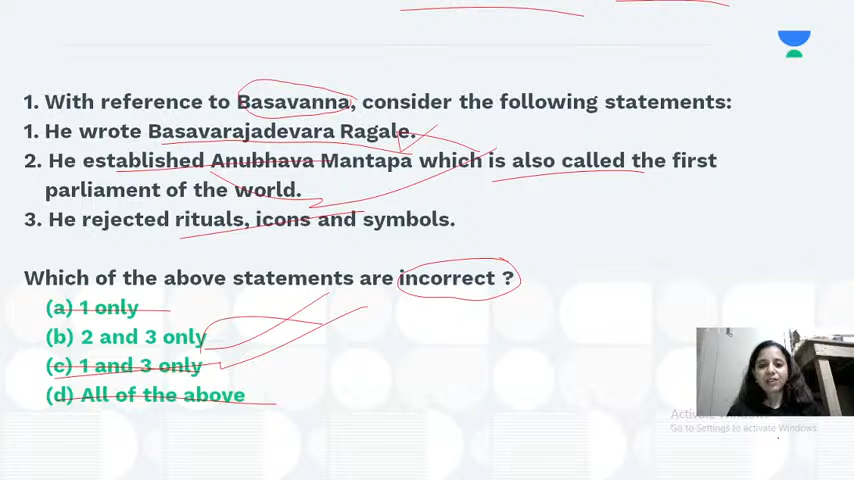 1. With reference to Basavanna, consider the following statements:
1. He wrote Basavarajadevara Ragale.
2. He established Anubhava Mantapa which is also called the first
parliament of the world.
3. He rejected rituals, icons and symbols.
Which of the above statements are incorrect ?
(a) 1 only
(b) 2 and 3 only
(c) 1 and 3 only
(d) All of the above
Go to Settings to activate Windows.